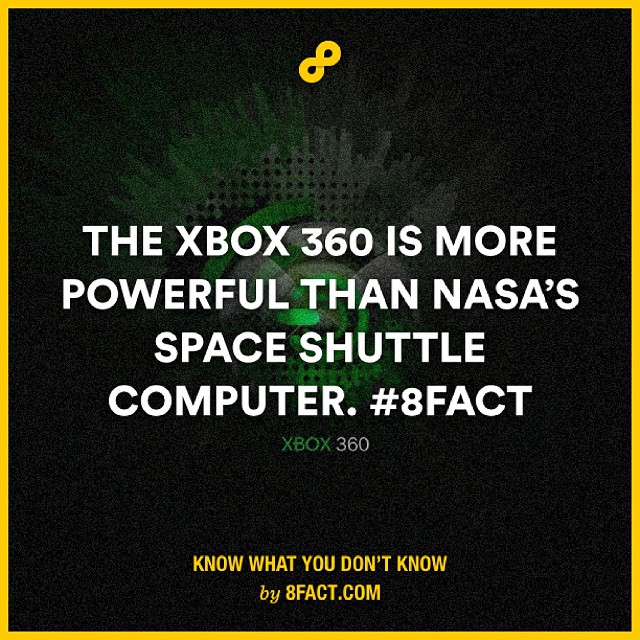 THE XBOX 360 IS MORE
POWERFUL THAN NASA’S
SPACE SHUTTLE
COMPUTER. #8FACT
XBOX 360
KNOW WHAT YOU DON’T KNOW
by 8FACT.COM